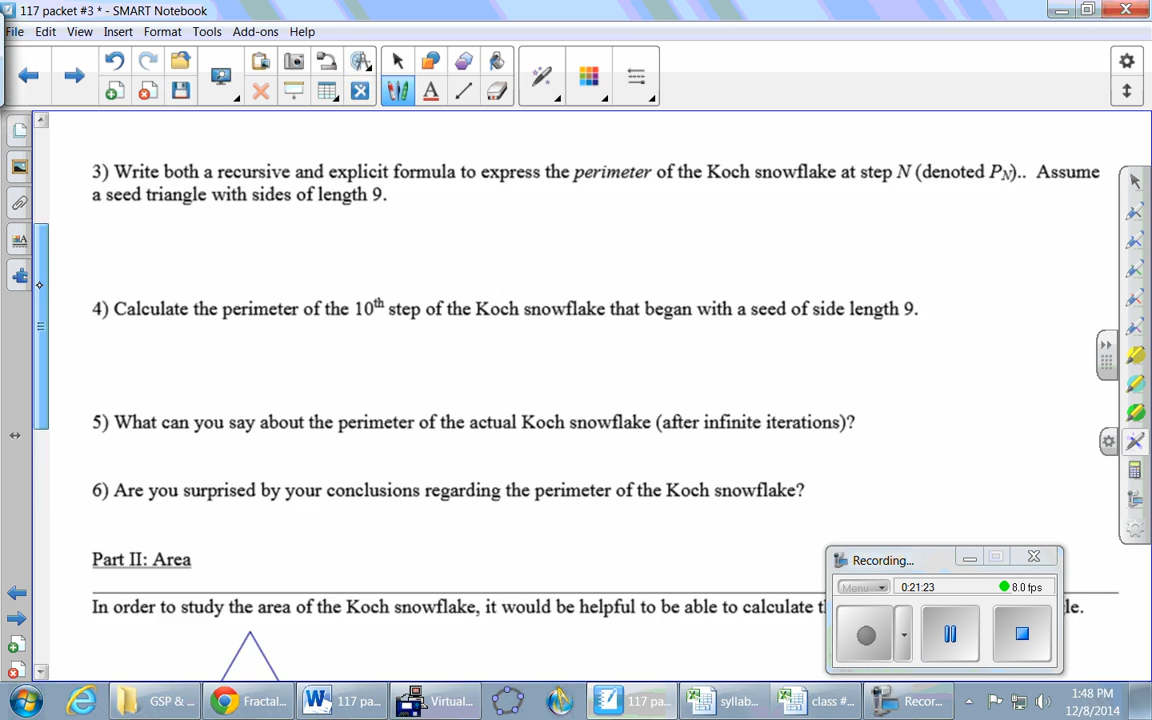 117 packet #3 * - SMART Notebook
File Edit View Insert Format Tools Add-ons Help
3) Write both a recursive and explicit formula to express the perimeter of the Koch snowflake at step N (denoted PN).. Assume
a seed triangle with sides of length 9.
4) Calculate the perimeter of the 10th step of the Koch snowflake that began with a seed of side length 9.
5) What can you say about the perimeter of the actual Koch snowflake (after infinite iterations)?
6) Are you surprised by your conclusions regarding the perimeter of the Koch snowflake?
Part II: Area
In order to study the area of the Koch snowflake, it would be helpful to be able to calculate
le.
Recording...
Menu 0:21:23 8.0 fps
GSP & ... Fractal... 117 pa... Virtual... 117 pa... syllab... class #... Recor... 1:48 PM
12/8/2014